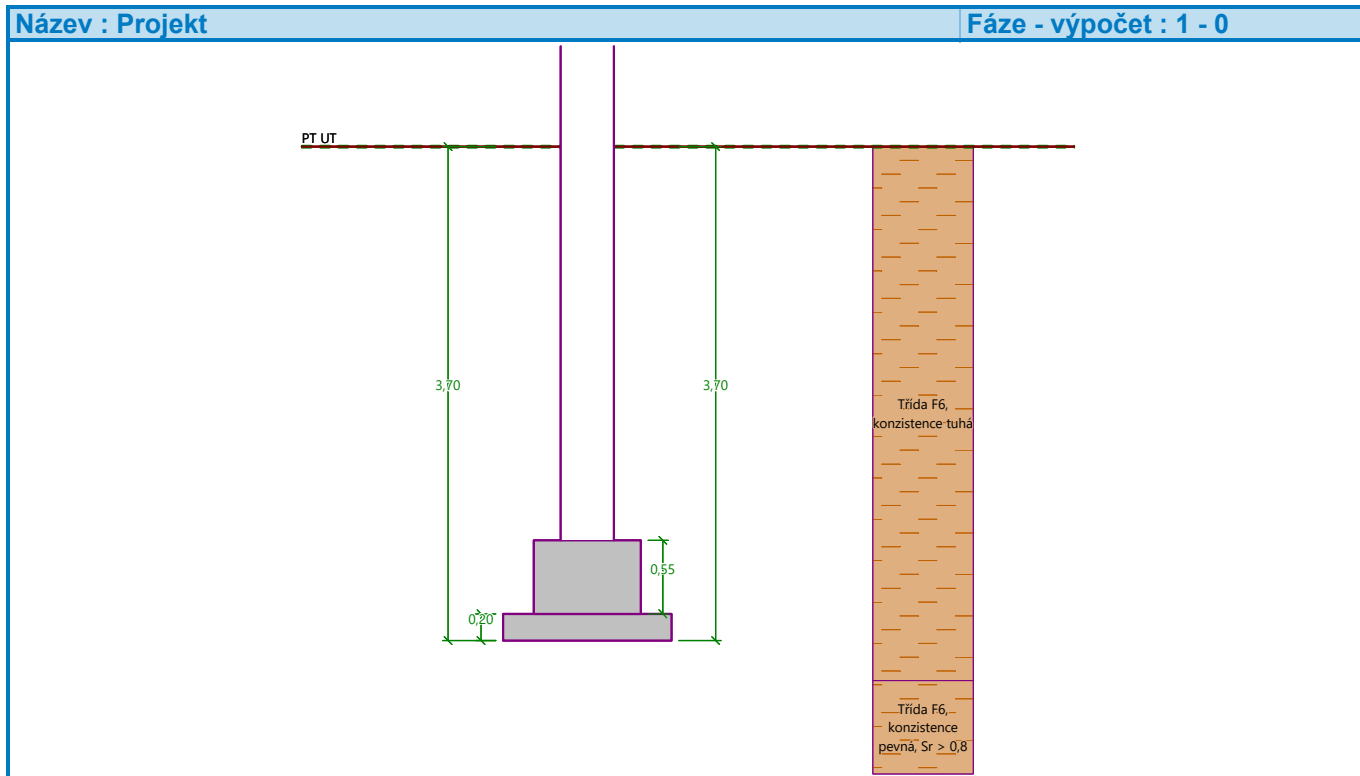 Název : Projekt
Fáze - výpočet : 1 - 0
PT UT
3,70
3,70
Třída F6,
konzistence tuhá
0,55
0,20
Třída F6,
konzistence
pevná, Sr > 0,8